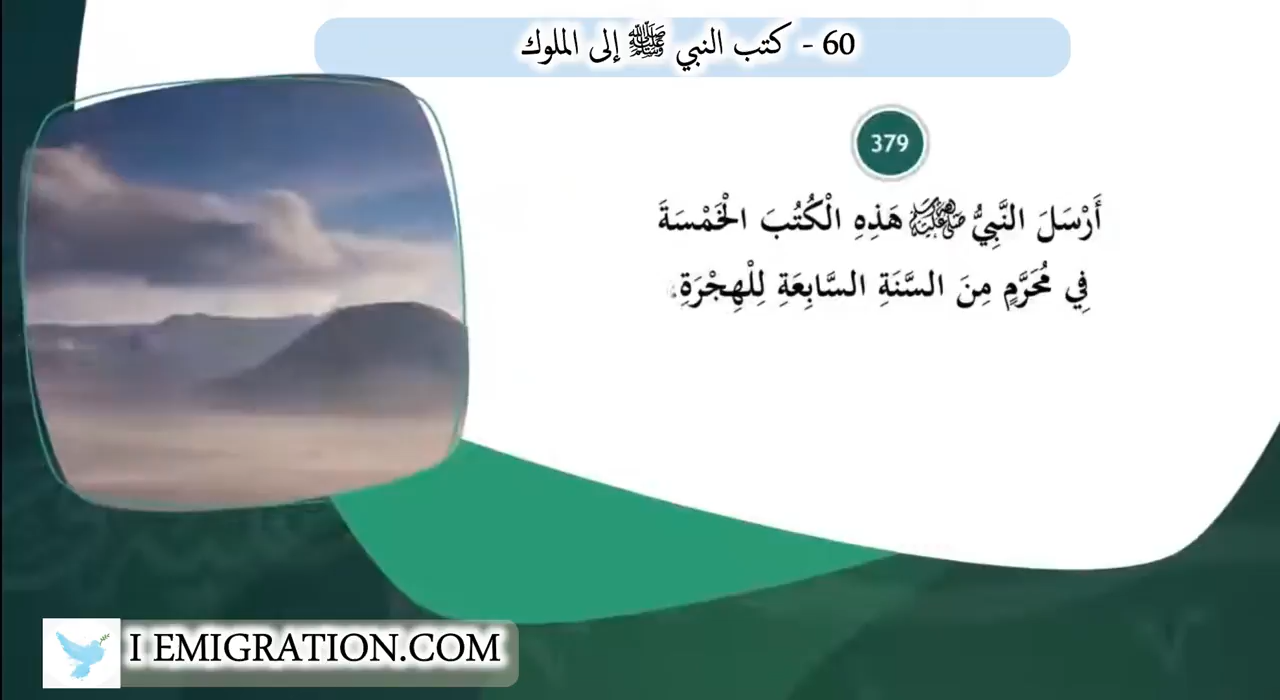 60 - كتب النبي ﷺ إلى الملوك
379
أَرْسَلَ النَّبِيُّ ﷺ هَذِهِ الْكُتُبَ الْخَمْسَةَ
فِي مُحَرَّمٍ مِنَ السَّنَةِ السَّابِعَةِ لِلْهِجْرَةِ،
I EMIGRATION.COM